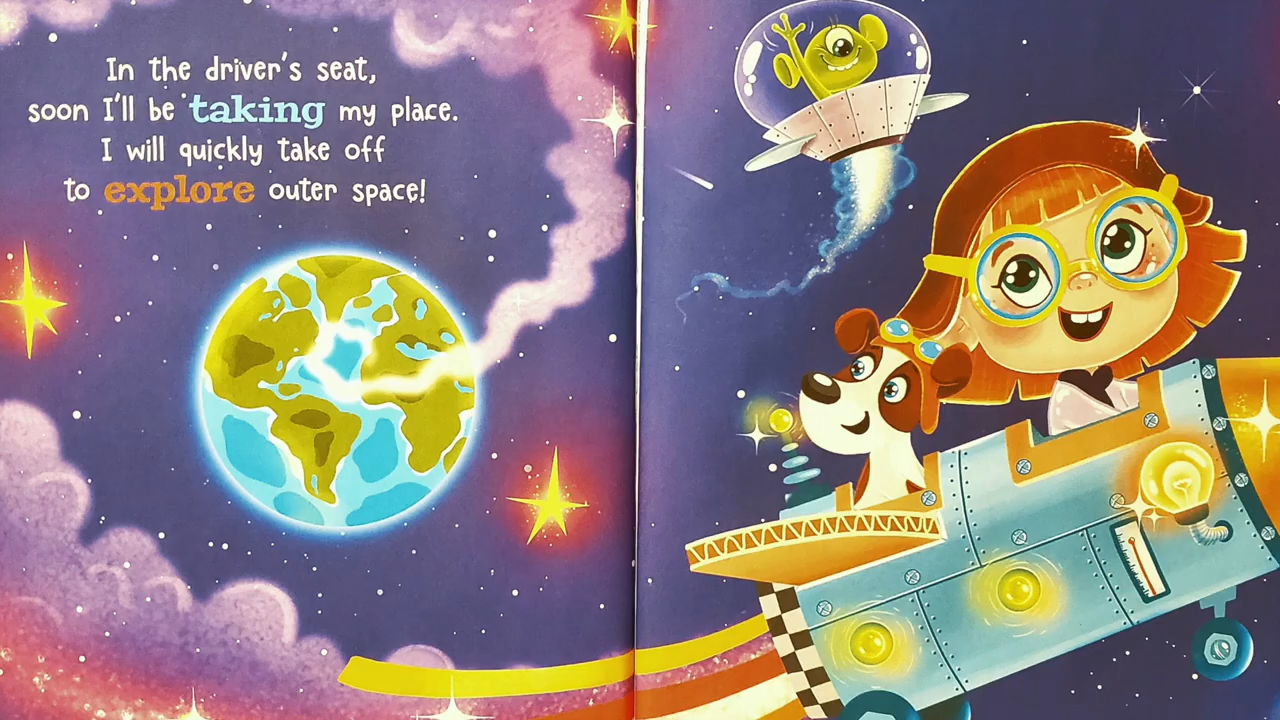 In the driver's seat,
soon I'll be taking my place.
I will quickly take off
to explore outer space!